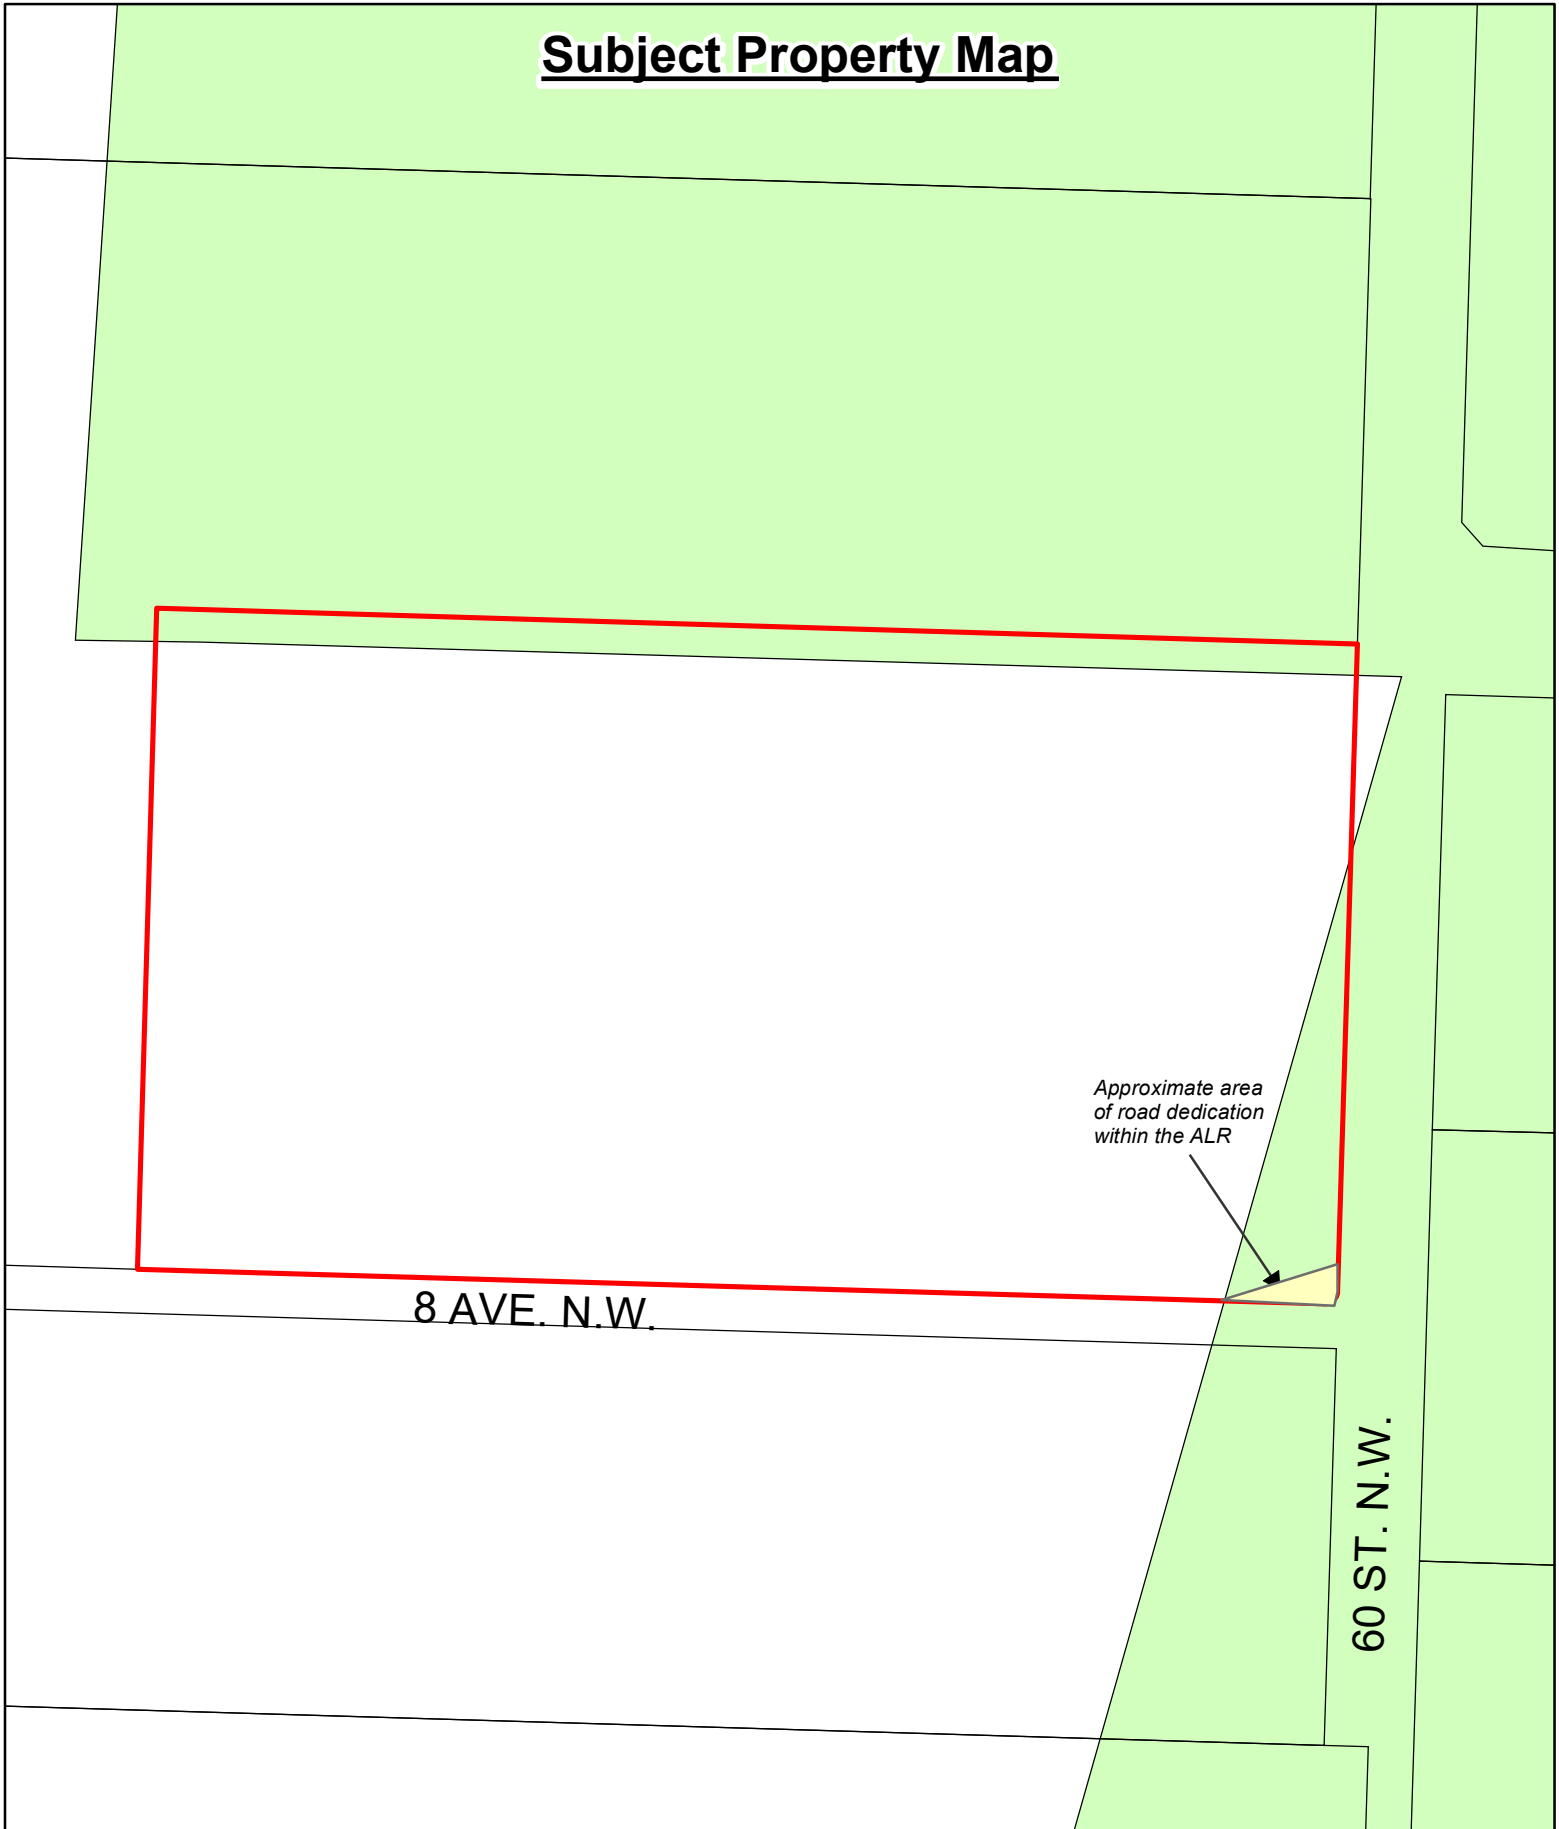 Subject Property Map
Approximate area
of road dedication
within the ALR
8 AVE. N.W.
60 ST. N.W.